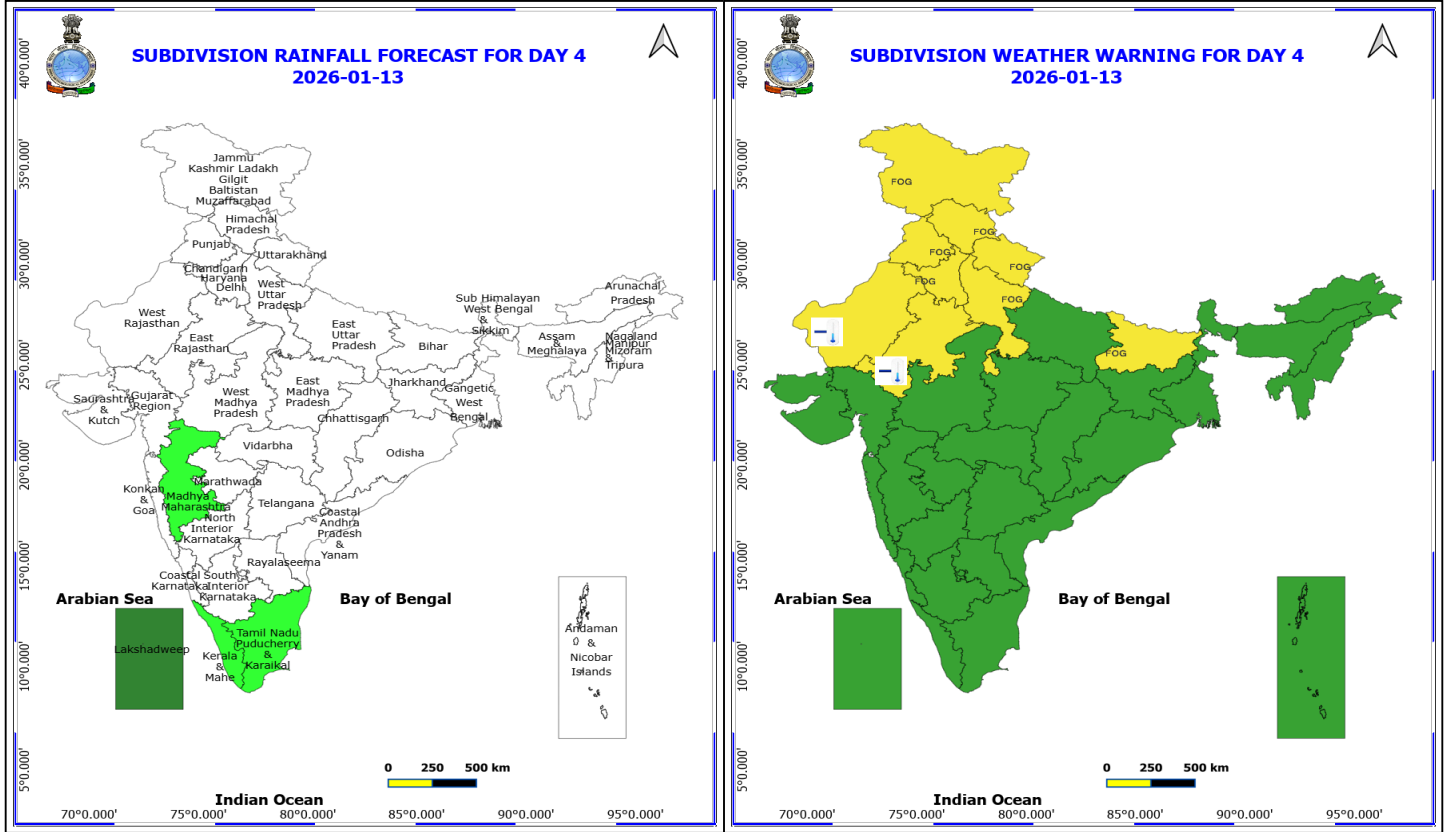 SUBDIVISION RAINFALL FORECAST FOR DAY 4
2026-01-13
40°0.000'
35°0.000'
30°0.000'
25°0.000'
20°0.000'
15°0.000'
10°0.000'
5°0.000'
Jammu
Kashmir Ladakh
Gilgit
Baltistan
Muzaffarabad
Himachal
Pradesh
Punjab
Uttarakhand
Chandigarh
Haryana
Delhi
West
Uttar
Pradesh
Arunachal
Pradesh
Sub Himalayan
West Bengal
&
Sikkim
West
Rajasthan
East
Rajasthan
East
Uttar
Pradesh
Bihar
Assam
&
Meghalaya
Nagaland
Manipur
Mizoram
&
Tripura
Saurashtra
&
Kutch
Gujarat
Region
West
Madhya
Pradesh
East
Madhya
Pradesh
Jharkhand
Gangetic
West
Bengal
Chhattisgarh
Vidarbha
Odisha
Konkan
&
Goa
Marathwada
Madhya
Maharashtra
Telangana
North
Interior
Karnataka
Coastal
Andhra
Pradesh
&
Yanam
Rayalaseema
Coastal
Karnataka
South
Interior
Karnataka
Arabian Sea
Bay of Bengal
Lakshadweep
Tamil Nadu
Puducherry
&
Karaikal
Kerala
&
Mahe
Andaman
&
Nicobar
Islands
0 250 500 km
Indian Ocean
70°0.000' 75°0.000' 80°0.000' 85°0.000' 90°0.000' 95°0.000'
SUBDIVISION WEATHER WARNING FOR DAY 4
2026-01-13
40°0.000'
35°0.000'
30°0.000'
25°0.000'
20°0.000'
15°0.000'
10°0.000'
5°0.000'
FOG
FOG
FOG
FOG
FOG
FOG
FOG
Arabian Sea
Bay of Bengal
0 250 500 km
Indian Ocean
70°0.000' 75°0.000' 80°0.000' 85°0.000' 90°0.000' 95°0.000'